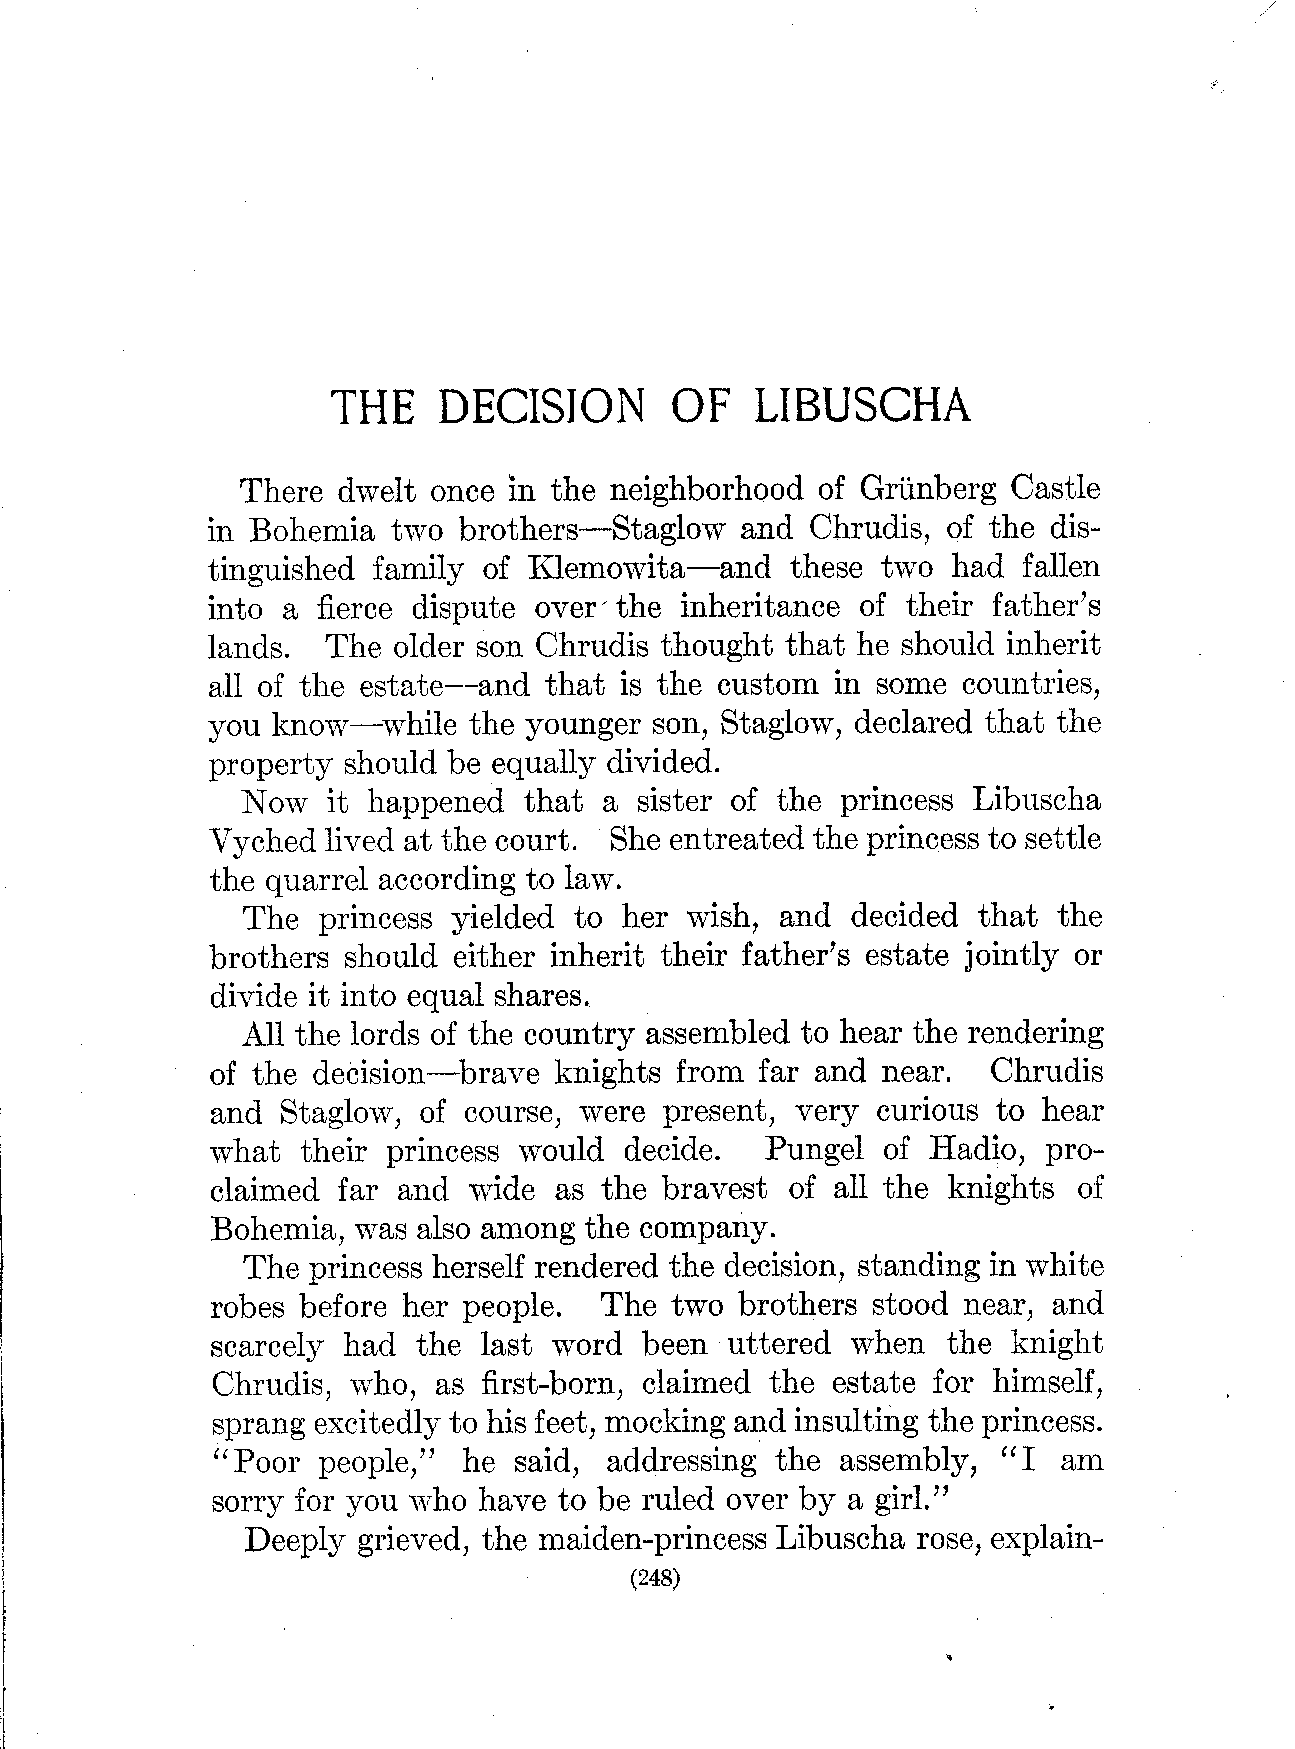 THE DECISION OF LIBUSCHA
There dwelt once in the neighborhood of Grünberg Castle
in Bohemia two brothers—Staglow and Chrudis, of the dis-
tinguished family of Klemowita—and these two had fallen
into a fierce dispute over the inheritance of their father's
lands. The older son Chrudis thought that he should inherit
all of the estate—and that is the custom in some countries,
you know—while the younger son, Staglow, declared that the
property should be equally divided.
Now it happened that a sister of the princess Libuscha
Vyched lived at the court. She entreated the princess to settle
the quarrel according to law.
The princess yielded to her wish, and decided that the
brothers should either inherit their father's estate jointly or
divide it into equal shares.
All the lords of the country assembled to hear the rendering
of the decision—brave knights from far and near. Chrudis
and Staglow, of course, were present, very curious to hear
what their princess would decide. Pungel of Hadio, pro-
claimed far and wide as the bravest of all the knights of
Bohemia, was also among the company.
The princess herself rendered the decision, standing in white
robes before her people. The two brothers stood near, and
scarcely had the last word been uttered when the knight
Chrudis, who, as first-born, claimed the estate for himself,
sprang excitedly to his feet, mocking and insulting the princess.
"Poor people," he said, addressing the assembly, "I am
sorry for you who have to be ruled over by a girl."
Deeply grieved, the maiden-princess Libuscha rose, explain-
(248)